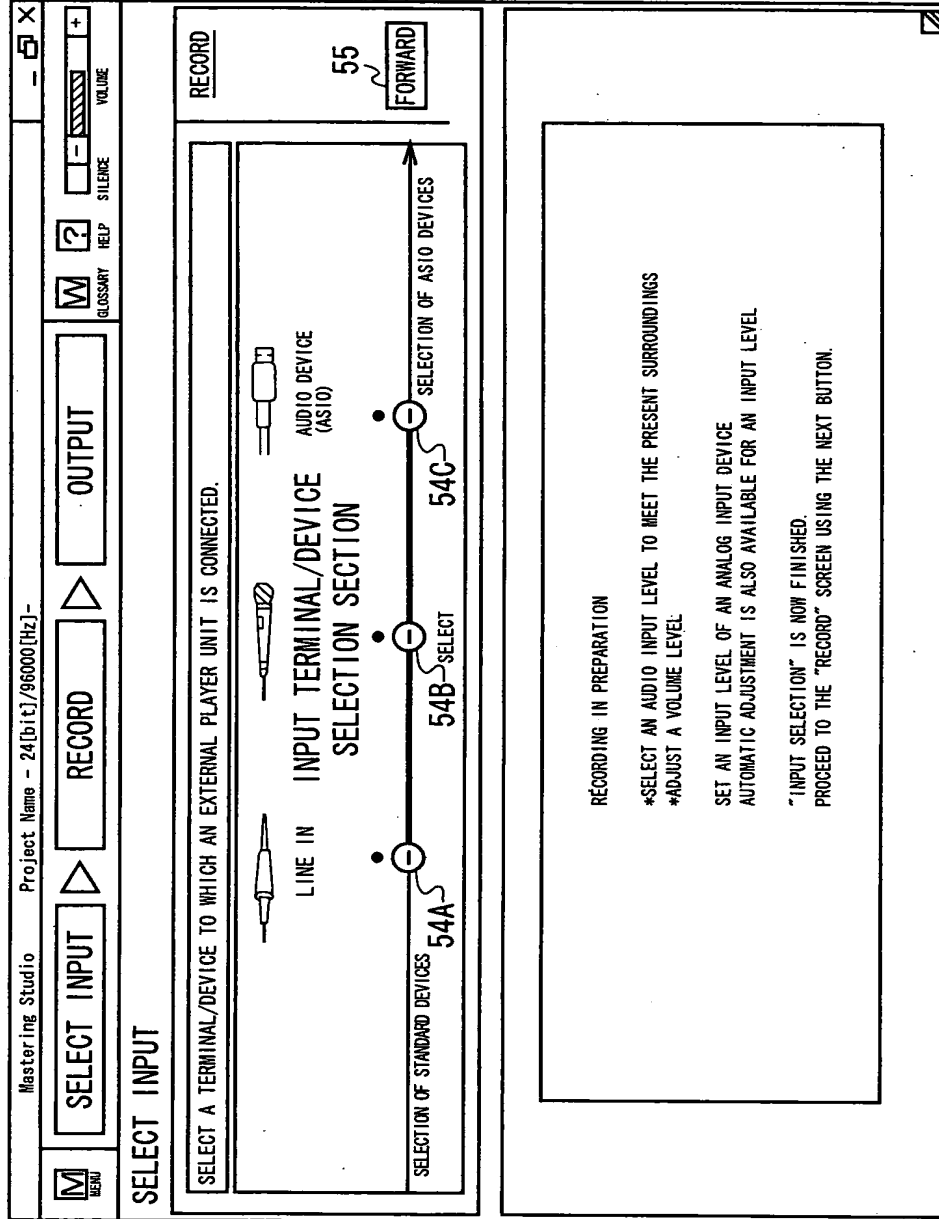 Mastering Studio Project Name - 24[bit]/96000[Hz]-
M
MENU
SELECT INPUT
RECORD
OUTPUT
W
GLOSSARY
?
HELP
SILENCE
- +
VOLUME
SELECT INPUT
SELECT A TERMINAL/DEVICE TO WHICH AN EXTERNAL PLAYER UNIT IS CONNECTED.
RECORD
LINE IN
AUDIO DEVICE
(ASIO)
INPUT TERMINAL/DEVICE
SELECTION SECTION
SELECTION OF STANDARD DEVICES
54A
54B
SELECT
54C
SELECTION OF ASIO DEVICES
55
FORWARD
RECORDING IN PREPARATION
*SELECT AN AUDIO INPUT LEVEL TO MEET THE PRESENT SURROUNDINGS
*ADJUST A VOLUME LEVEL
SET AN INPUT LEVEL OF AN ANALOG INPUT DEVICE
AUTOMATIC ADJUSTMENT IS ALSO AVAILABLE FOR AN INPUT LEVEL
"INPUT SELECTION" IS NOW FINISHED.
PROCEED TO THE "RECORD" SCREEN USING THE NEXT BUTTON.